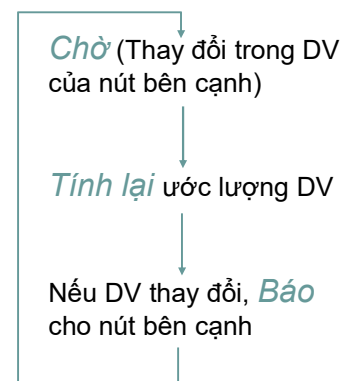 Chờ (Thay đổi trong DV
của nút bên cạnh)
Tính lại ước lượng DV
Nếu DV thay đổi, Báo
cho nút bên cạnh